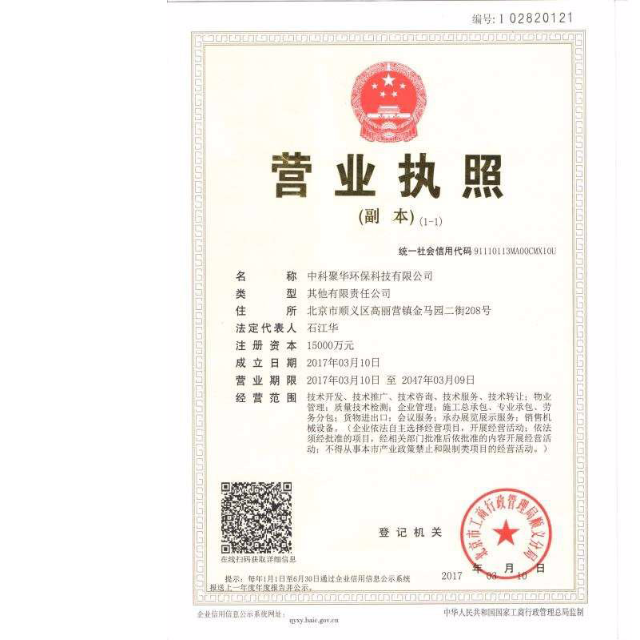 编号:1 02820121
营业执照
(副 本)(1-1)
统一社会信用代码 91110113MA00CMX10U
名 称 中科聚华环保科技有限公司
类 型 其他有限责任公司
住 所 北京市顺义区高丽营镇金马园二街208号
法定代表人 石江华
注册资本 15000万元
成立日期 2017年03月10日
营业期限 2017年03月10日 至 2047年03月09日
经营范围 技术开发、技术推广、技术咨询、技术服务、技术转让；物业
管理；质量技术检测；企业管理；施工总承包、专业承包、劳
务分包；货物进出口；会议服务；承办展览展示服务；销售机
械设备。（企业依法自主选择经营项目，开展经营活动；依法
须经批准的项目，经相关部门批准后依批准的内容开展经营活
动；不得从事本市产业政策禁止和限制类项目的经营活动。）
在线扫码获取详细信息
登记机关
北京市工商行政管理局顺义分局
2017 年 03 月 10 日
提示：每年1月1日至6月30日通过企业信用信息公示系统
报送上一年度年度报告并公示。
企业信用信息公示系统网址：
qyxy.baic.gov.cn
中华人民共和国国家工商行政管理总局监制